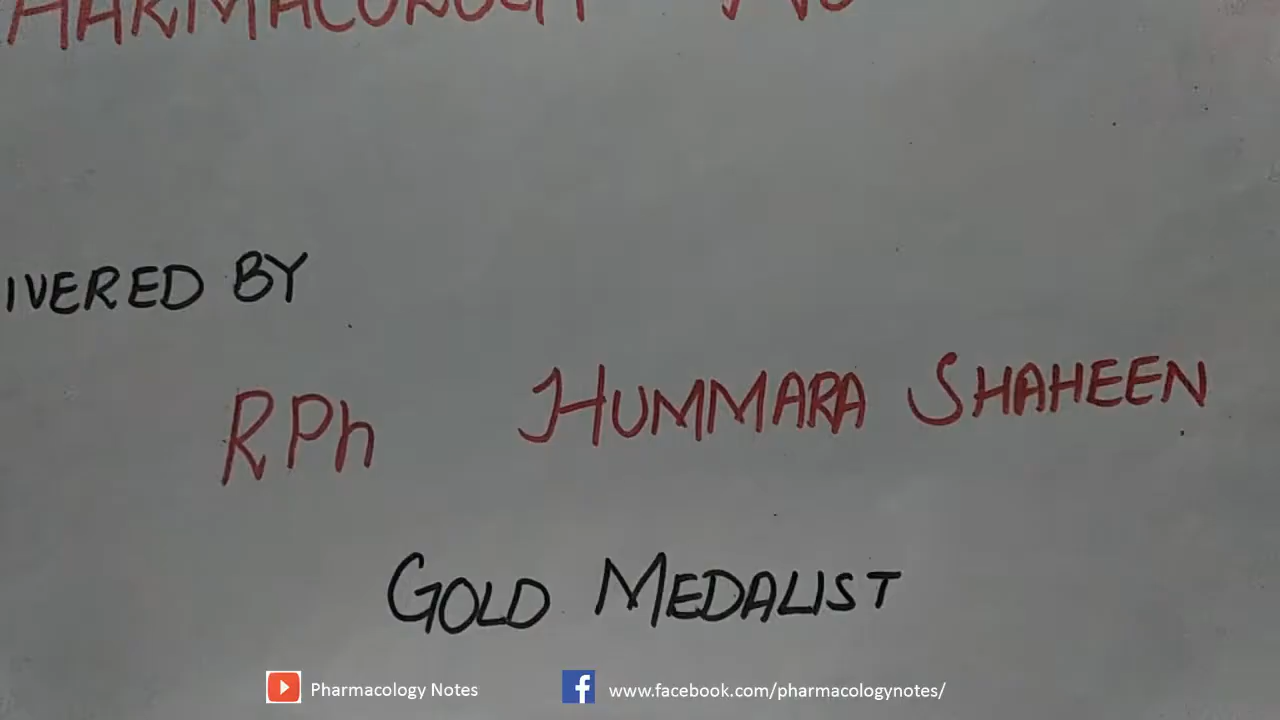 IVERED BY
RPh HUMMARA SHAHEEN
GOLD MEDALIST
Pharmacology Notes www.facebook.com/pharmacologynotes/